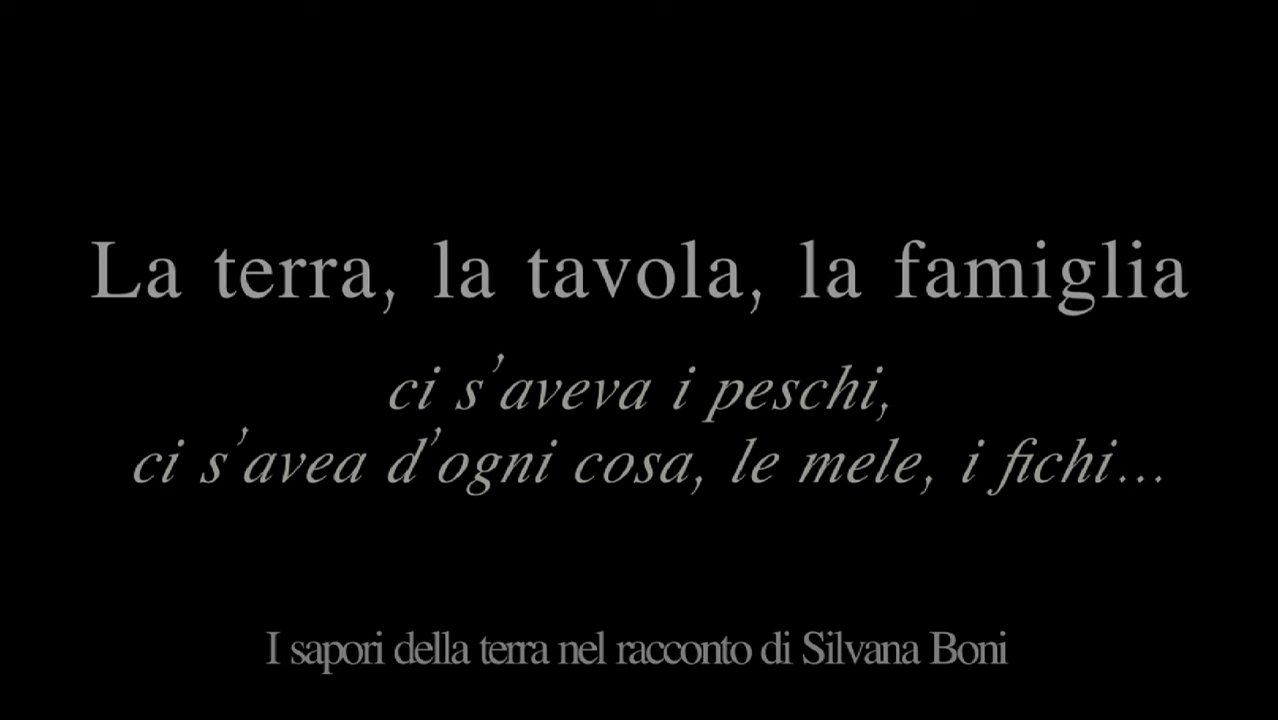 La terra, la tavola, la famiglia
ci s'aveva i peschi,
ci s'avea d'ogni cosa, le mele, i fichi...
I sapori della terra nel racconto di Silvana Boni